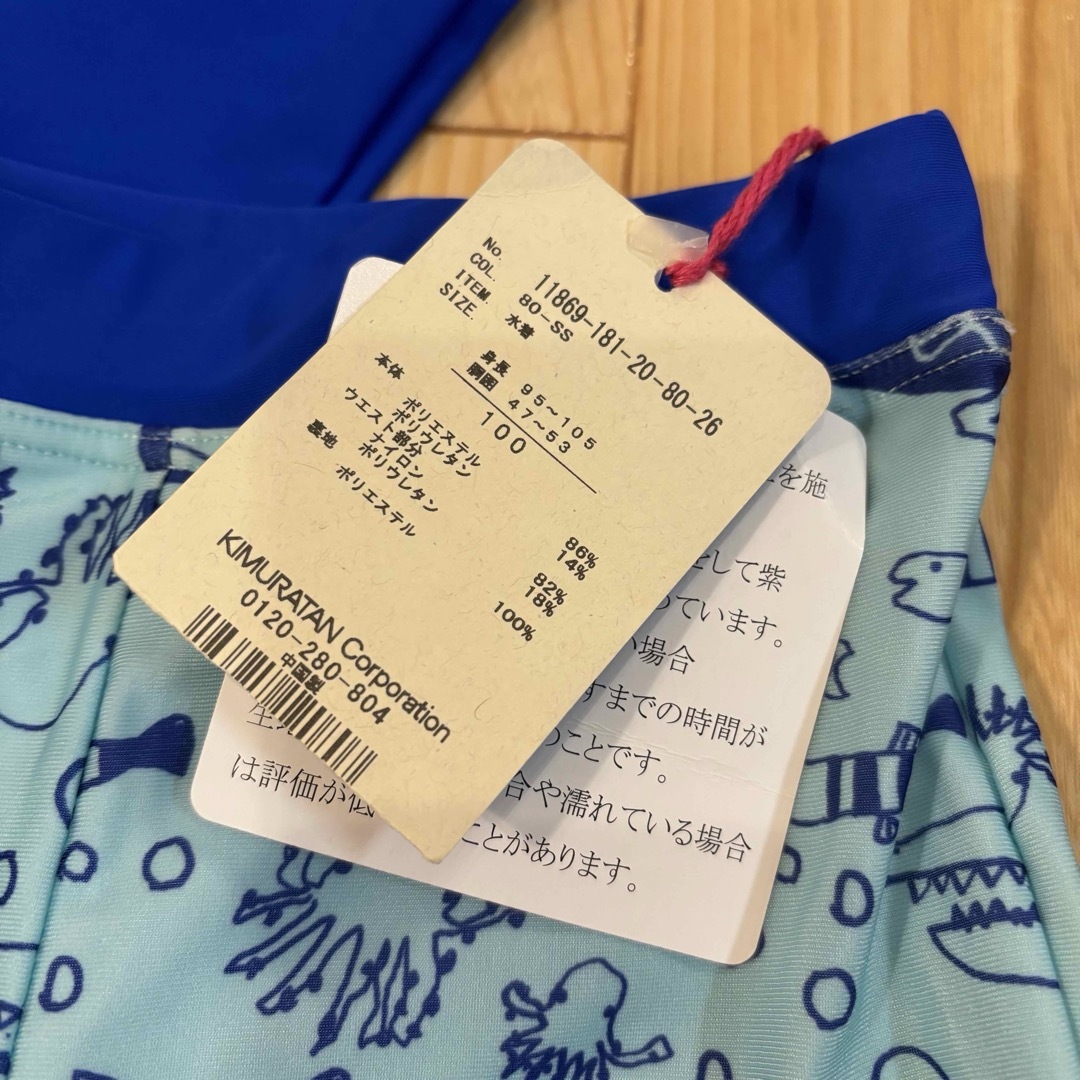 No. 11869-181-20-80-26
COL. 80-SS
ITEM. 水着
SIZE.
身長 95~105
胴囲 47~53
100
本体 ポリエステル 86%
ポリウレタン 14%
ウエスト部分
ナイロン 82%
ポリウレタン 18%
裏地 ポリエステル 100%
KIMURATAN Corporation
0120-280-804
中国製
を施
として紫
っています。
場合
すまでの時間が
のことです。
は評価が低
合や濡れている場合
ことがあります。